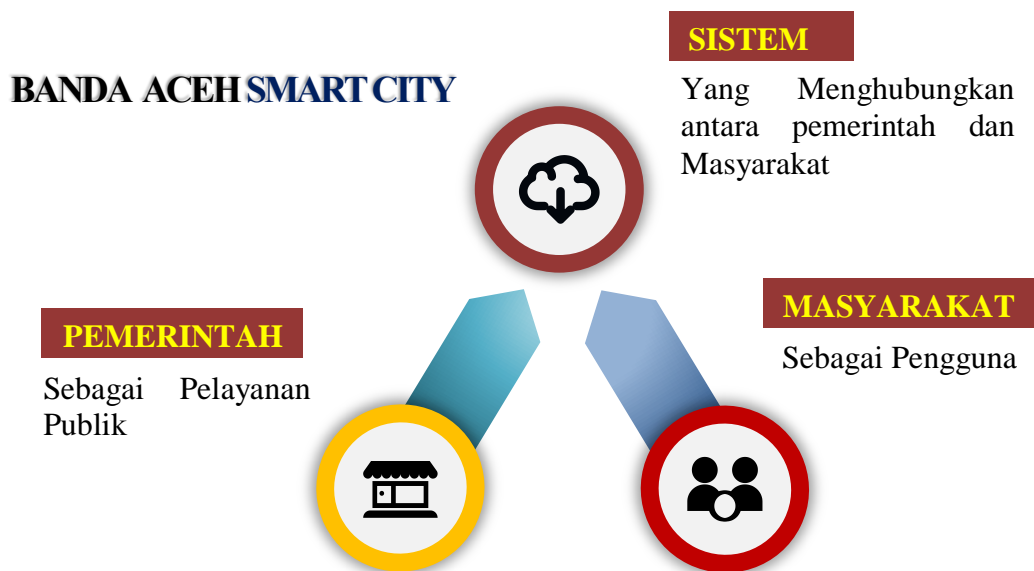 BANDA ACEH SMART CITY
SISTEM
Yang Menghubungkan
antara pemerintah dan
Masyarakat
PEMERINTAH
Sebagai Pelayanan
Publik
MASYARAKAT
Sebagai Pengguna